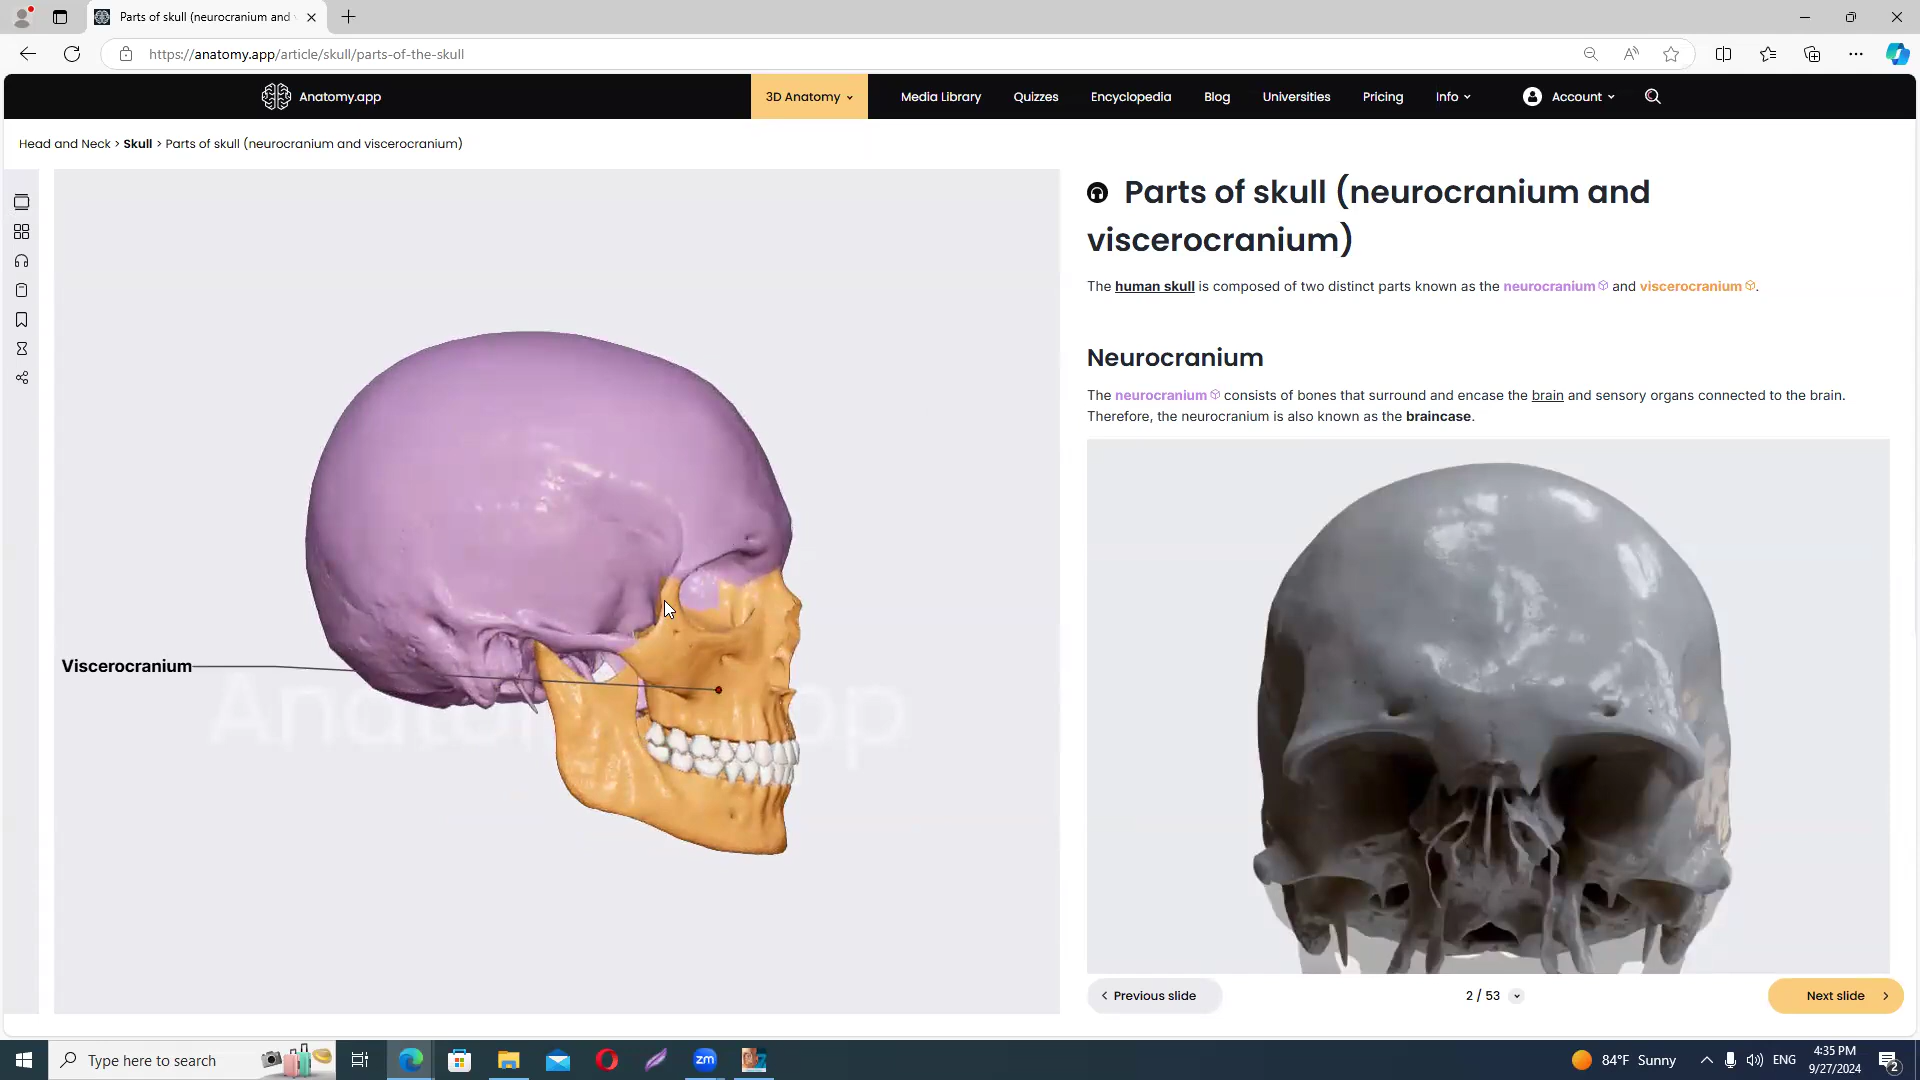 Parts of skull (neurocranium and
https://anatomy.app/article/skull/parts-of-the-skull
Anatomy.app
3D Anatomy
Media Library
Quizzes
Encyclopedia
Blog
Universities
Pricing
Info
Account
Head and Neck > Skull > Parts of skull (neurocranium and viscerocranium)
Parts of skull (neurocranium and
viscerocranium)
The human skull is composed of two distinct parts known as the neurocranium and viscerocranium.
Neurocranium
The neurocranium consists of bones that surround and encase the brain and sensory organs connected to the brain.
Therefore, the neurocranium is also known as the braincase.
Viscerocranium
Previous slide
2 / 53
Next slide
Type here to search
zm
84°F Sunny
ENG
4:35 PM
9/27/2024
2